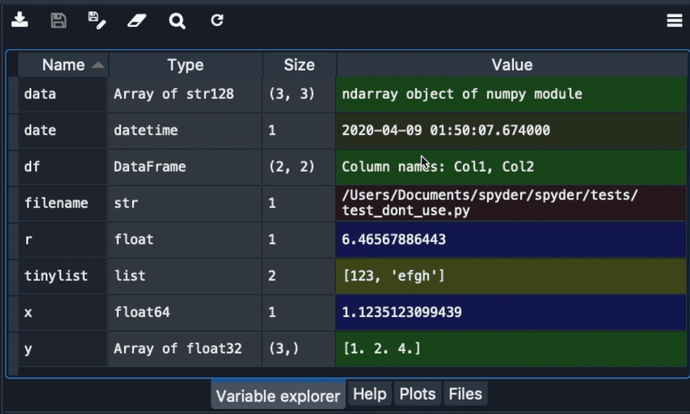 Name Type Size Value
data Array of str128 (3, 3) ndarray object of numpy module
date datetime 1 2020-04-09 01:50:07.674000
df DataFrame (2, 2) Column names: Col1, Col2
filename str 1 /Users/Documents/spyder/spyder/tests/
test_dont_use.py
r float 1 6.46567886443
tinylist list 2 [123, 'efgh']
x float64 1 1.1235123099439
y Array of float32 (3,) [1. 2. 4.]
Variable explorer Help Plots Files